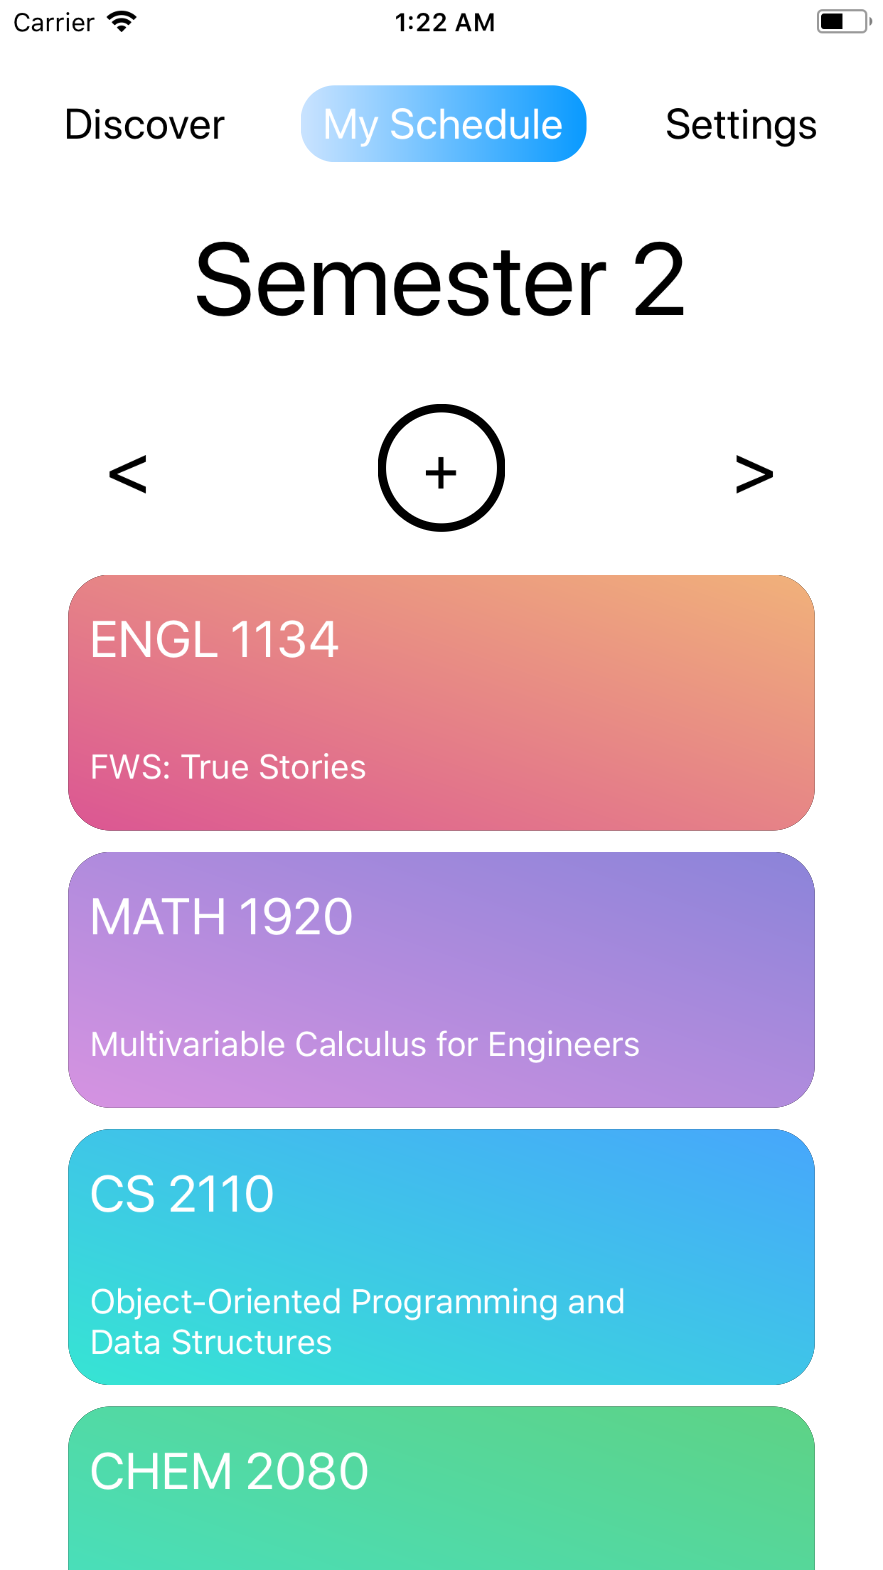 Carrier 1:22 AM
Discover My Schedule Settings
Semester 2
< + >
ENGL 1134
FWS: True Stories
MATH 1920
Multivariable Calculus for Engineers
CS 2110
Object-Oriented Programming and
Data Structures
CHEM 2080